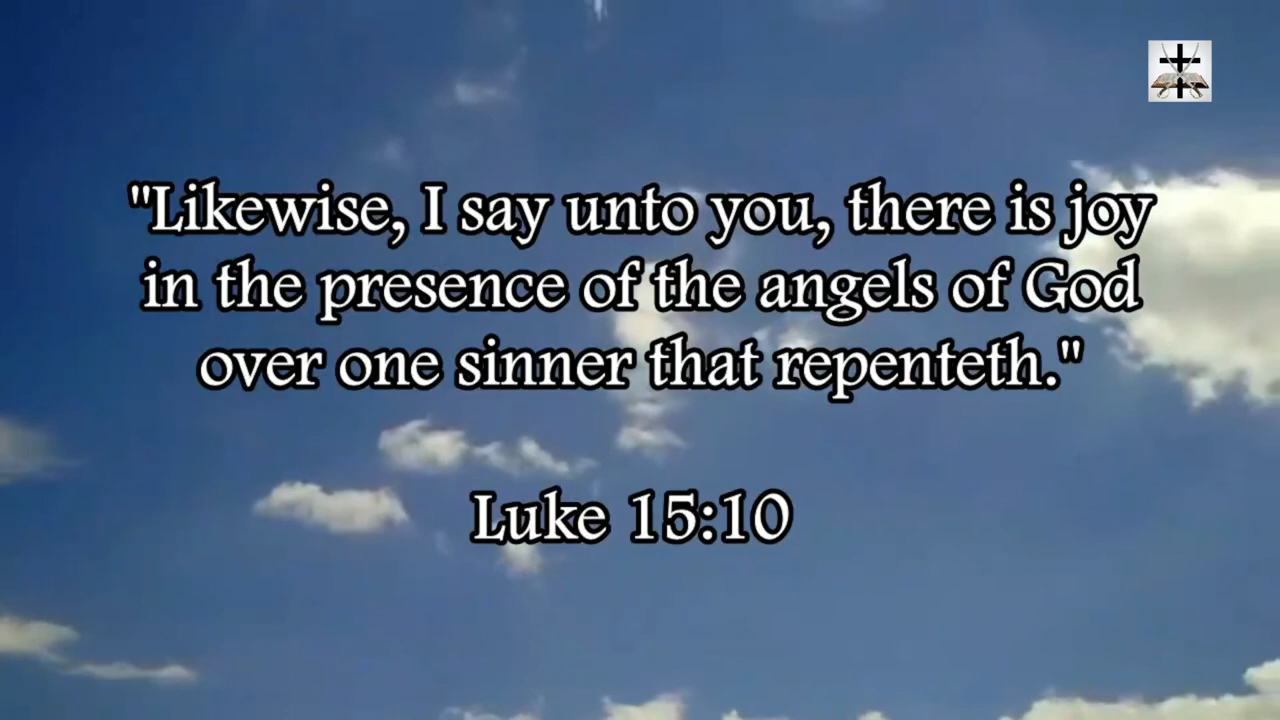 "Likewise, I say unto you, there is joy
in the presence of the angels of God
over one sinner that repenteth."
Luke 15:10